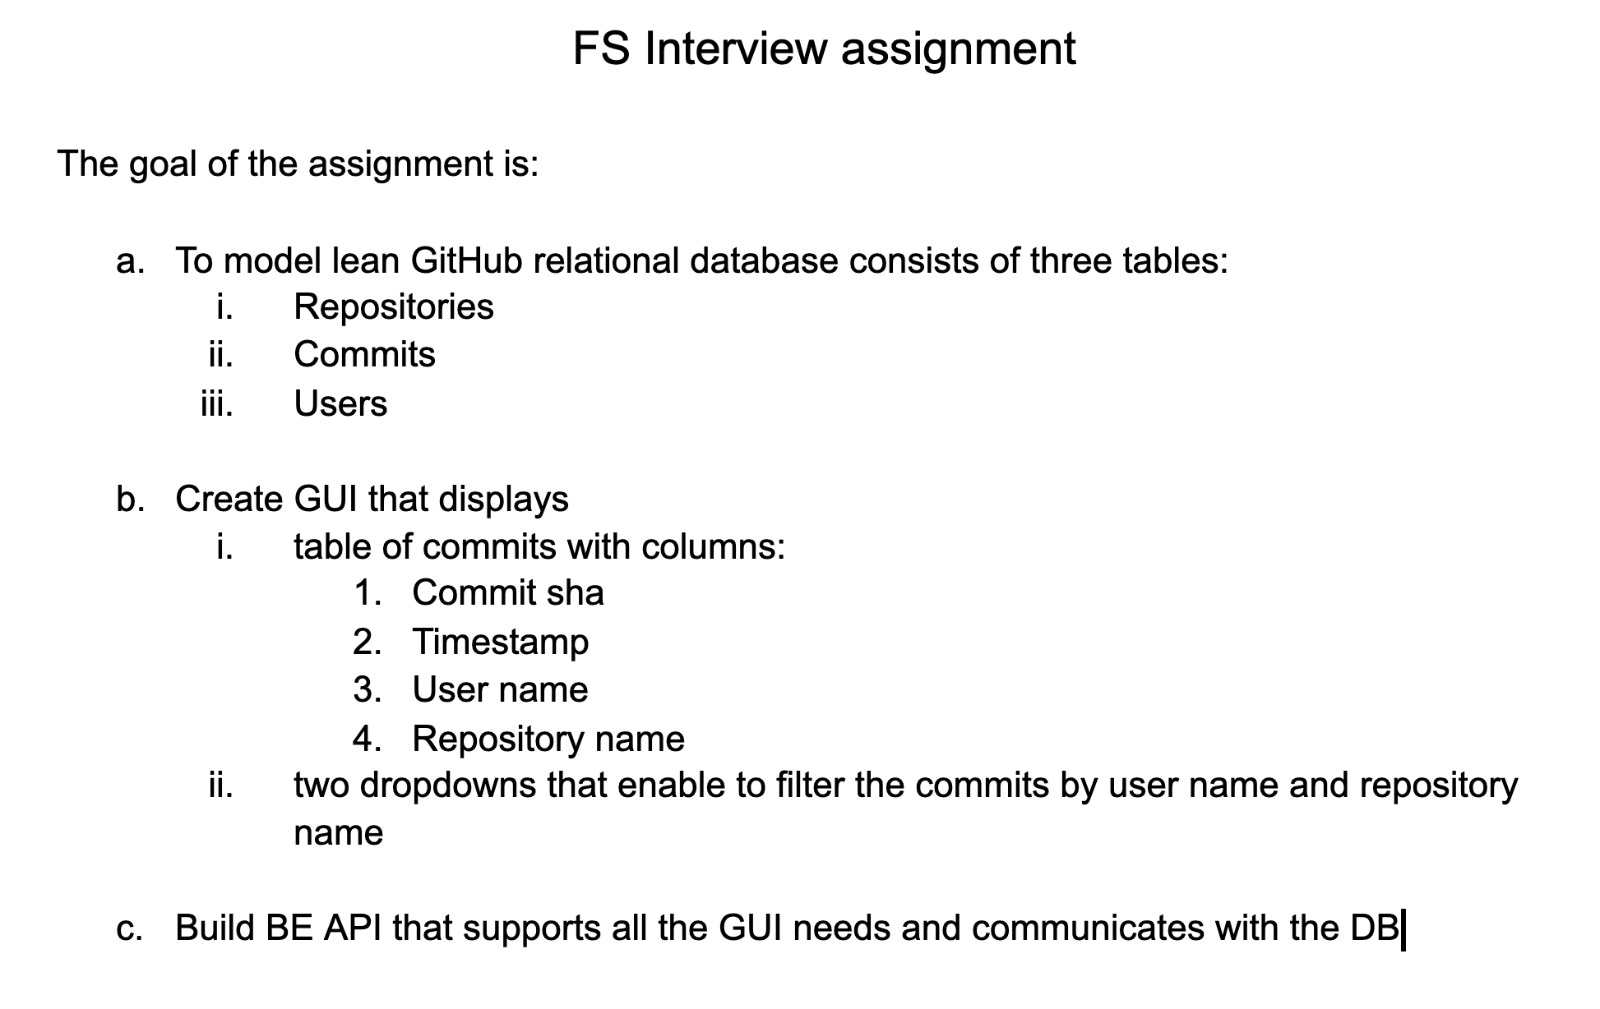 FS Interview assignment
The goal of the assignment is:
a. To model lean GitHub relational database consists of three tables:
i. Repositories
ii. Commits
iii. Users
b. Create GUI that displays
i. table of commits with columns:
1. Commit sha
2. Timestamp
3. User name
4. Repository name
ii. two dropdowns that enable to filter the commits by user name and repository
name
c. Build BE API that supports all the GUI needs and communicates with the DB